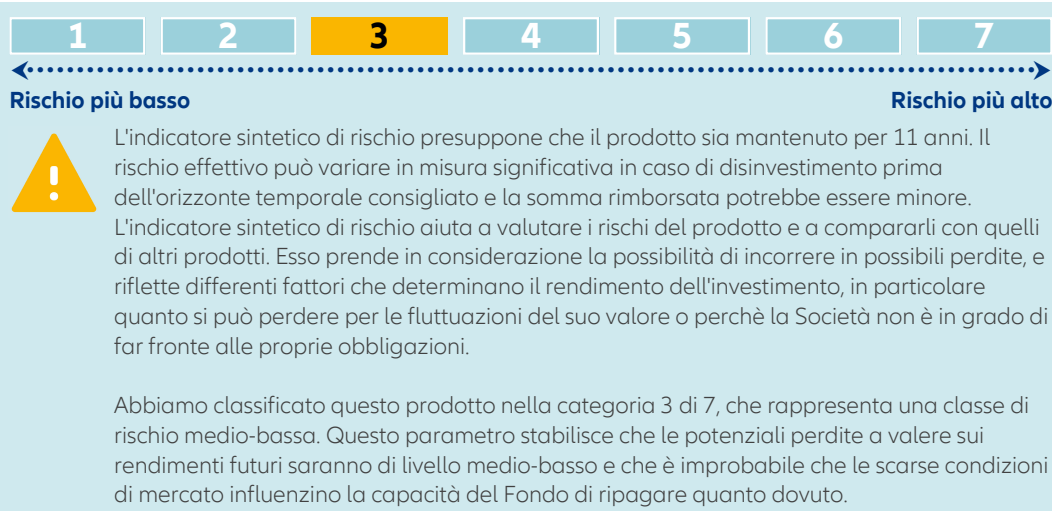 1 2 3 4 5 6 7
Rischio più basso Rischio più alto
L'indicatore sintetico di rischio presuppone che il prodotto sia mantenuto per 11 anni. Il
rischio effettivo può variare in misura significativa in caso di disinvestimento prima
dell'orizzonte temporale consigliato e la somma rimborsata potrebbe essere minore.
L'indicatore sintetico di rischio aiuta a valutare i rischi del prodotto e a compararli con quelli
di altri prodotti. Esso prende in considerazione la possibilità di incorrere in possibili perdite, e
riflette differenti fattori che determinano il rendimento dell'investimento, in particolare
quanto si può perdere per le fluttuazioni del suo valore o perchè la Società non è in grado di
far fronte alle proprie obbligazioni.
Abbiamo classificato questo prodotto nella categoria 3 di 7, che rappresenta una classe di
rischio medio-bassa. Questo parametro stabilisce che le potenziali perdite a valere sui
rendimenti futuri saranno di livello medio-basso e che è improbabile che le scarse condizioni
di mercato influenzino la capacità del Fondo di ripagare quanto dovuto.